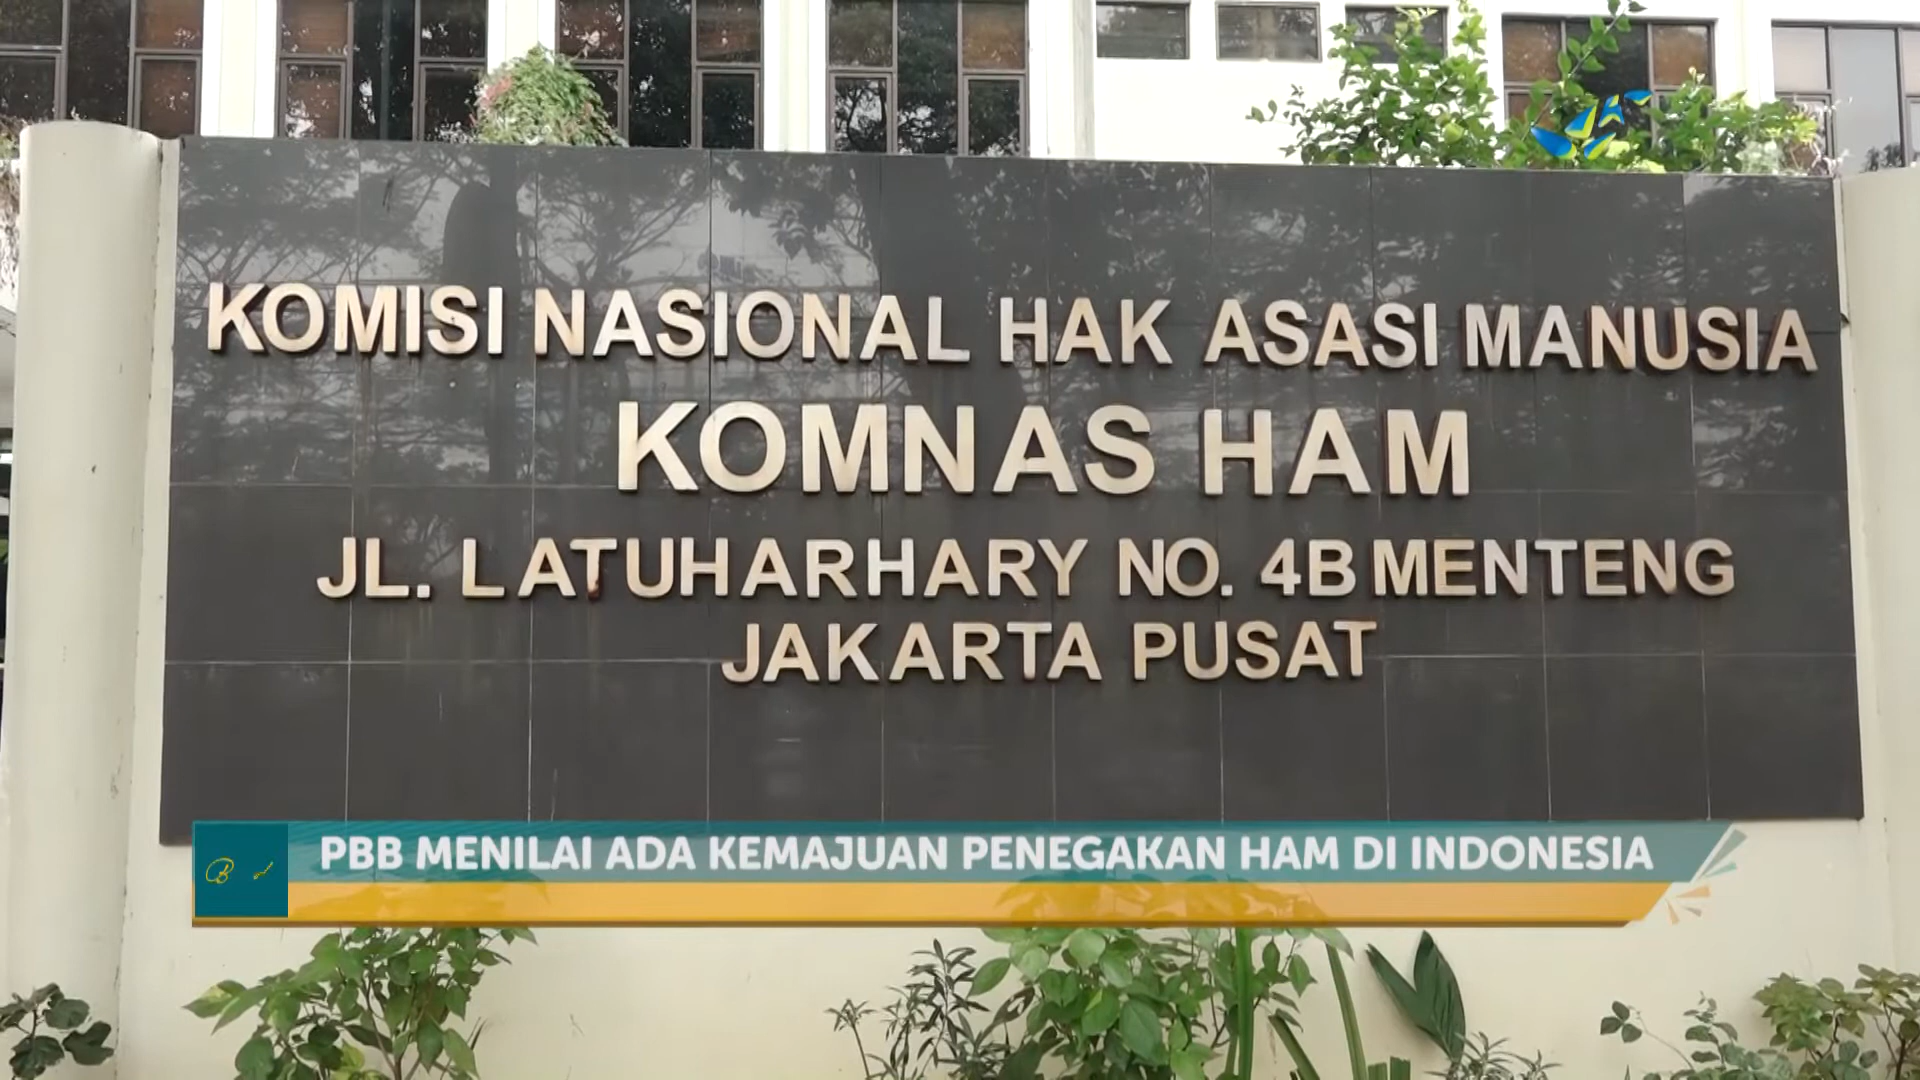 KOMISI NASIONAL HAK ASASI MANUSIA
KOMNAS HAM
JL. LATUHARHARY NO. 4B MENTENG
JAKARTA PUSAT
PBB MENILAI ADA KEMAJUAN PENEGAKAN HAM DI INDONESIA